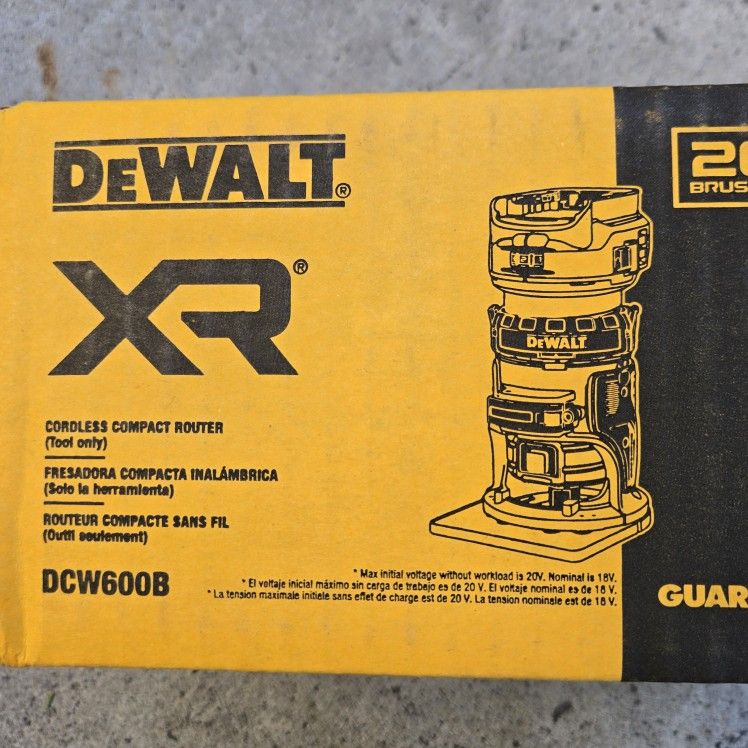 DEWALT®
XR®
CORDLESS COMPACT ROUTER
(Tool only)
FRESADORA COMPACTA INALÁMBRICA
(Solo la herramienta)
ROUTEUR COMPACTE SANS FIL
(Outil seulement)
DCW600B
DEWALT
* Max initial voltage without workload is 20V. Nominal is 18V.
* El voltaje inicial máximo sin carga de trabajo es de 20 V. El voltaje nominal es de 18 V.
* La tension maximale initiale sans effet de charge est de 20 V. La tension nominale est de 18 V.
20
BRUS
GUAR